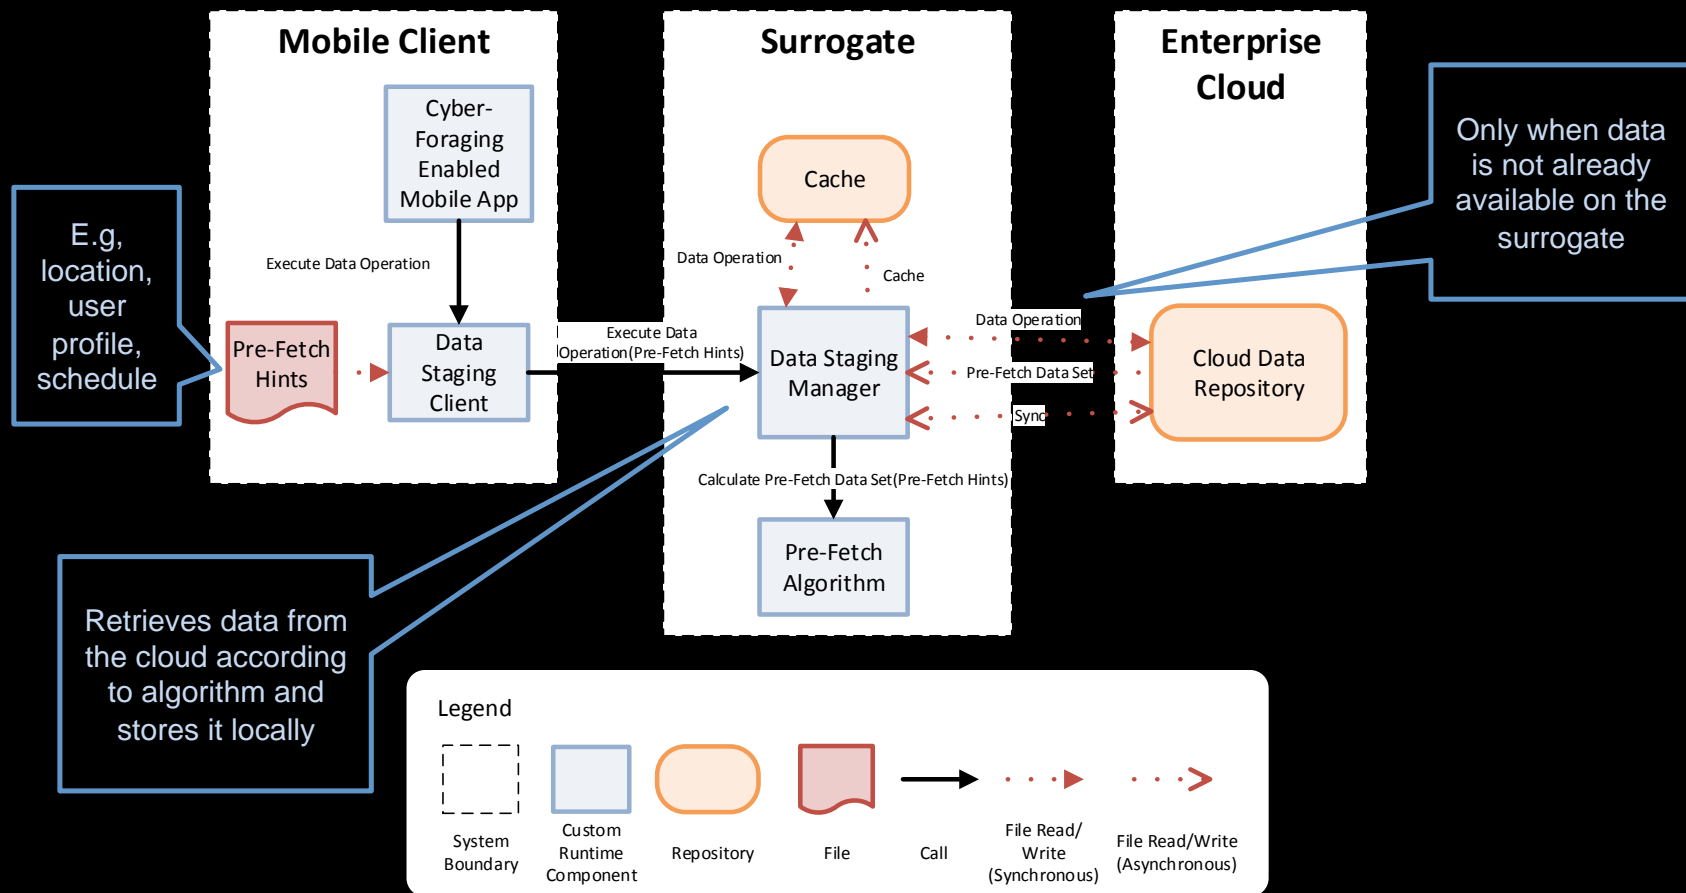 Mobile Client
Surrogate
Enterprise
Cloud
Cyber-
Foraging
Enabled
Mobile App
Execute Data Operation
Pre-Fetch
Hints
Data
Staging
Client
Execute Data
Operation(Pre-Fetch Hints)
Cache
Data Operation
Cache
Data Staging
Manager
Calculate Pre-Fetch Data Set(Pre-Fetch Hints)
Pre-Fetch
Algorithm
Data Operation
Pre-Fetch Data Set
Sync
Cloud Data
Repository
E.g,
location,
user
profile,
schedule
Only when data
is not already
available on the
surrogate
Retrieves data from
the cloud according
to algorithm and
stores it locally
Legend
System
Boundary
Custom
Runtime
Component
Repository
File
Call
File Read/
Write
(Synchronous)
File Read/Write
(Asynchronous)